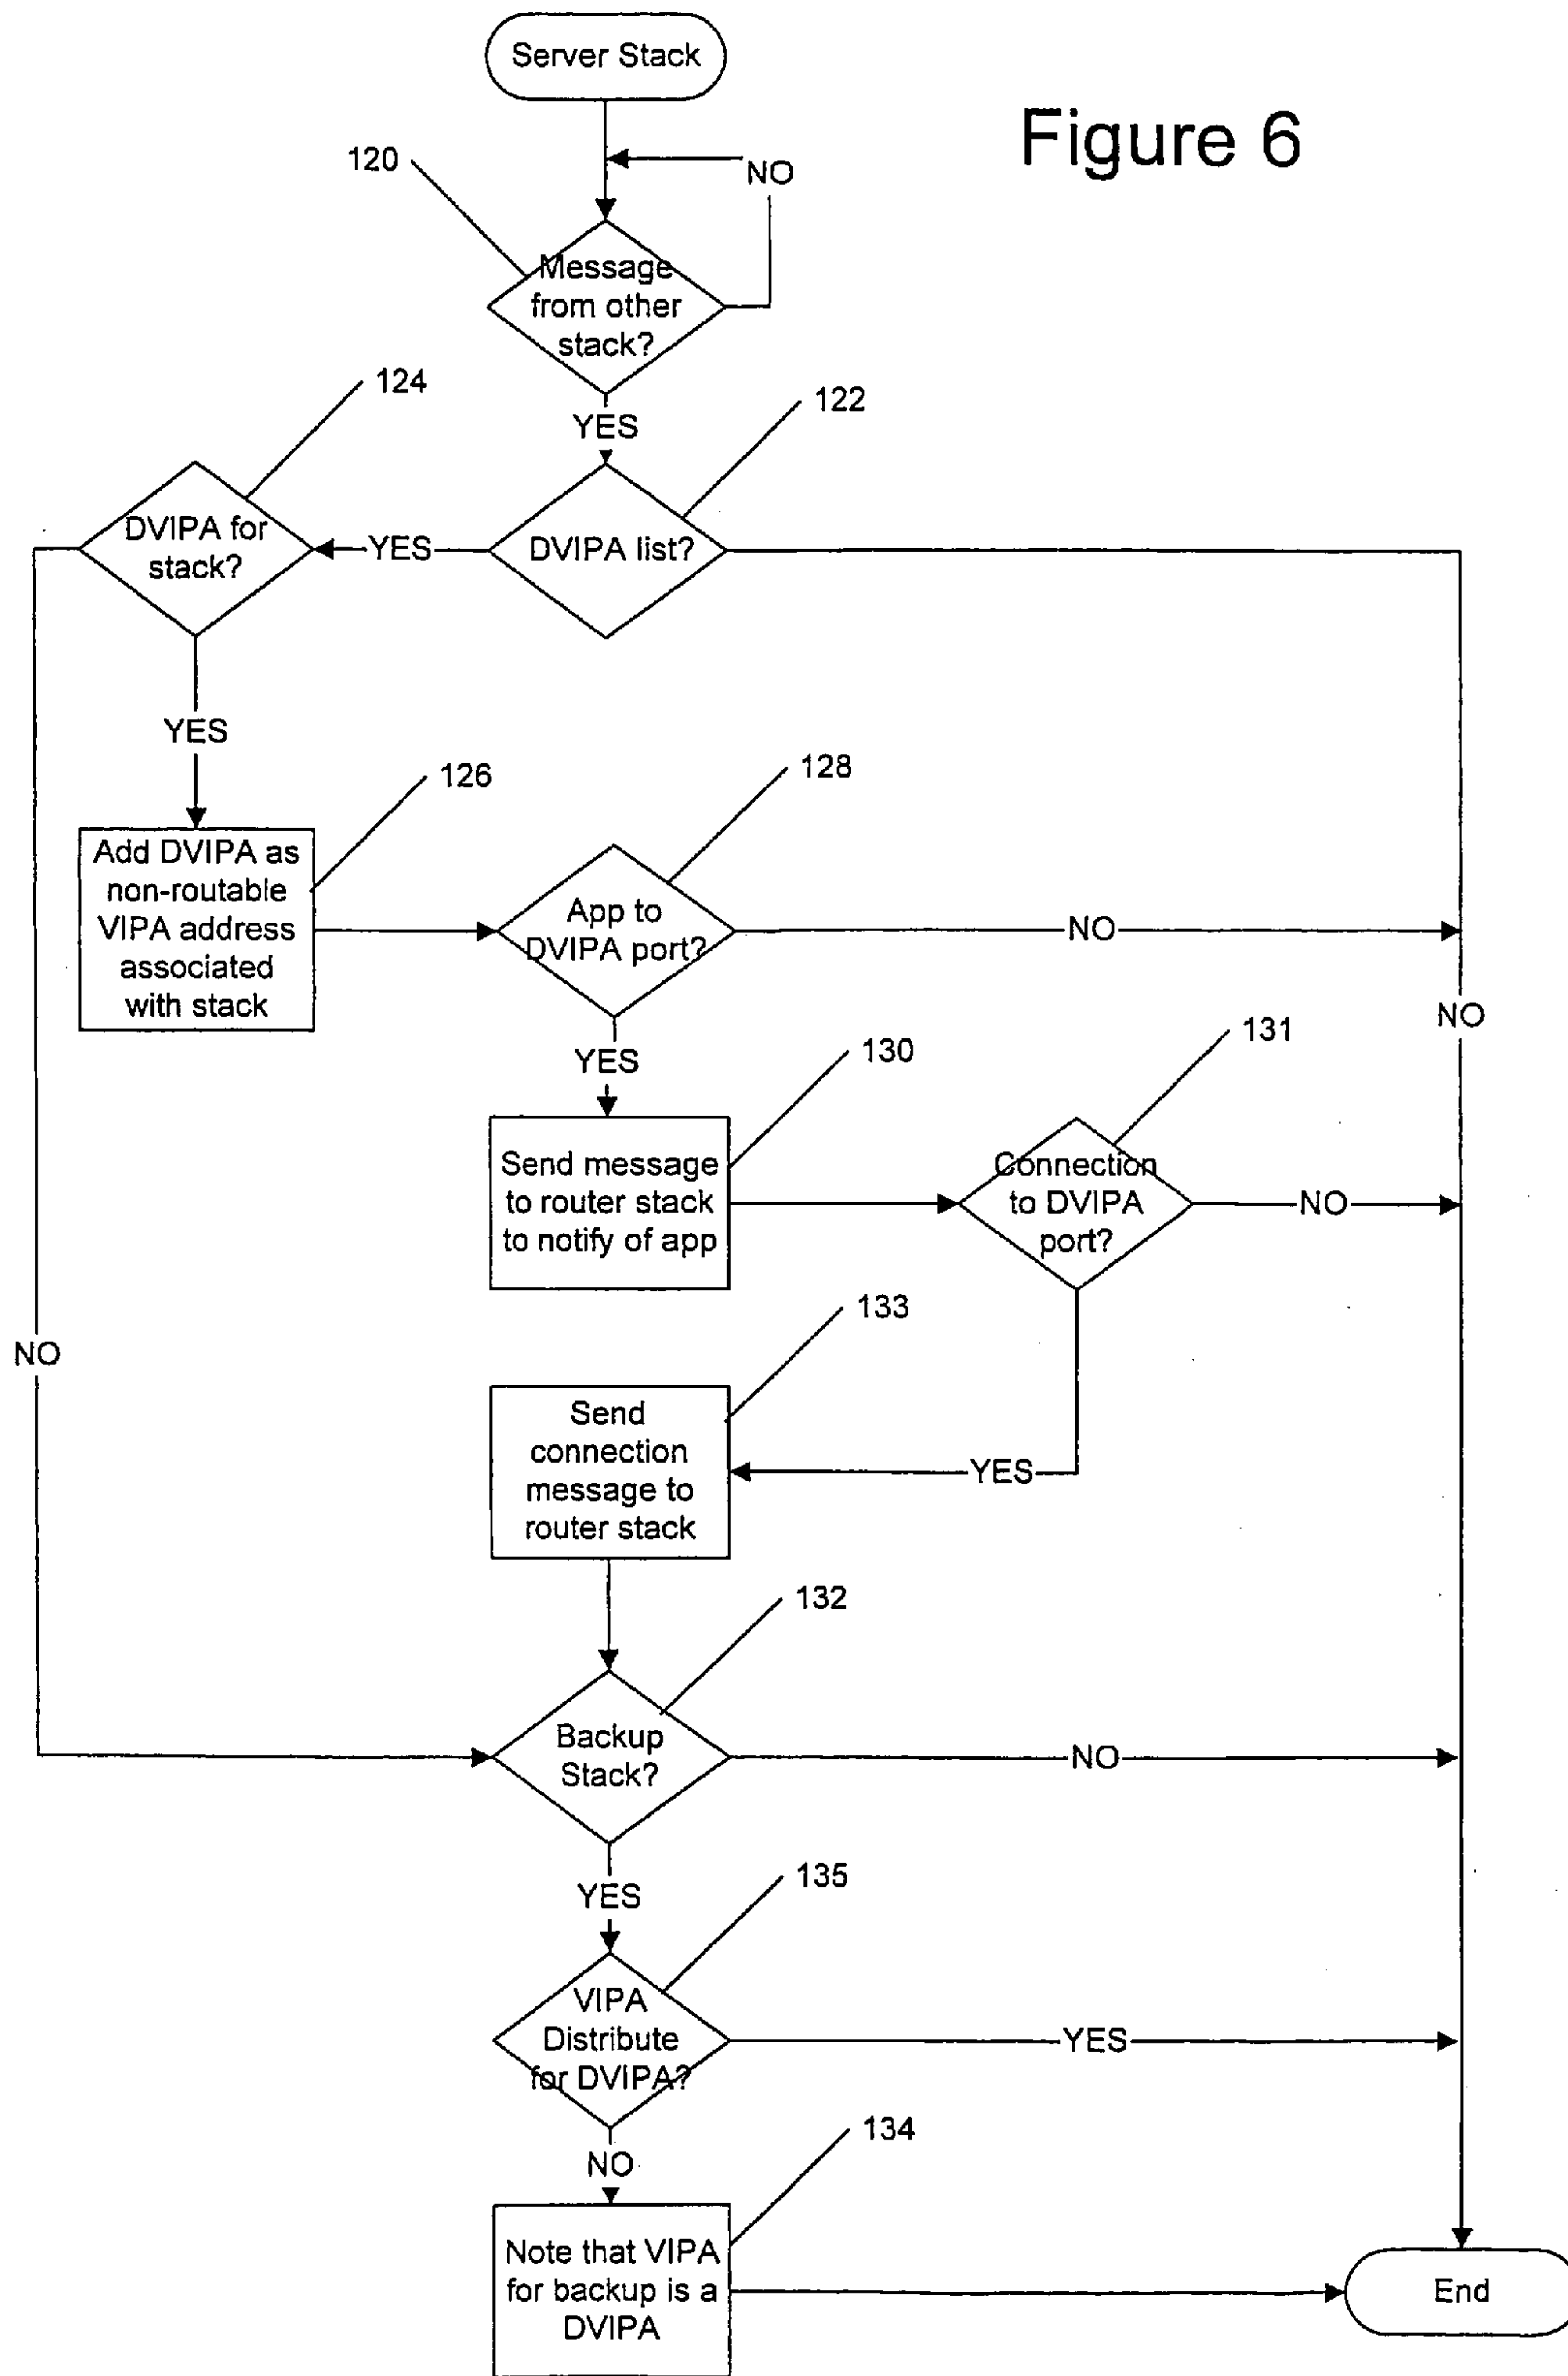 Server Stack
Figure 6
120
NO
Message
from other
stack?
124
YES
122
DVIPA for
stack?
YES
DVIPA list?
YES
126
128
Add DVIPA as
non-routable
VIPA address
associated
with stack
App to
DVIPA port?
NO
NO
YES
130
131
Send message
to router stack
to notify of app
Connection
to DVIPA
port?
NO
133
NO
Send
connection
message to
router stack
YES
132
Backup
Stack?
NO
YES
135
VIPA
Distribute
for DVIPA?
YES
NO
134
Note that VIPA
for backup is a
DVIPA
End